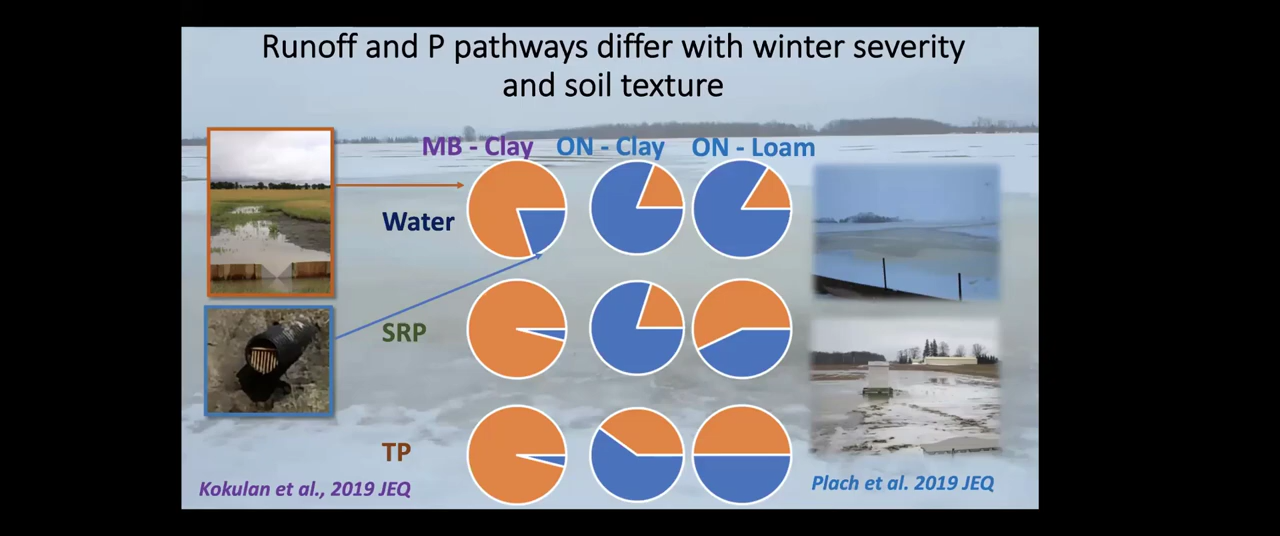 Runoff and P pathways differ with winter severity
and soil texture
MB - Clay ON - Clay ON - Loam
Water
SRP
TP
Kokulan et al., 2019 JEQ
Plach et al. 2019 JEQ